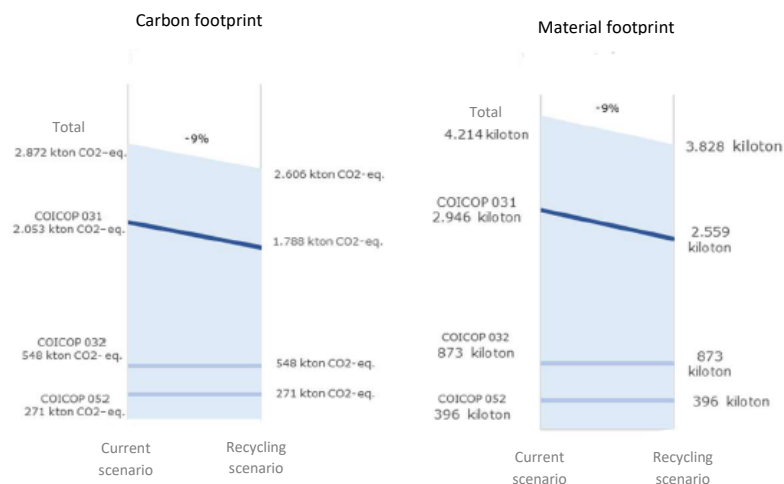 Carbon footprint
Total
2.872 kton CO2-eq.
-9%
2.606 kton CO2-eq.
COICOP 031
2.053 kton CO2-eq.
1.788 kton CO2-eq.
COICOP 032
548 kton CO2- eq.
548 kton CO2-eq.
COICOP 052
271 kton CO2-eq.
271 kton CO2-eq.
Current
scenario
Recycling
scenario
Material footprint
Total
4.214 kiloton
-9%
3.828 kiloton
COICOP 031
2.946 kiloton
2.559
kiloton
COICOP 032
873 kiloton
873
kiloton
COICOP 052
396 kiloton
396 kiloton
Current
scenario
Recycling
scenario